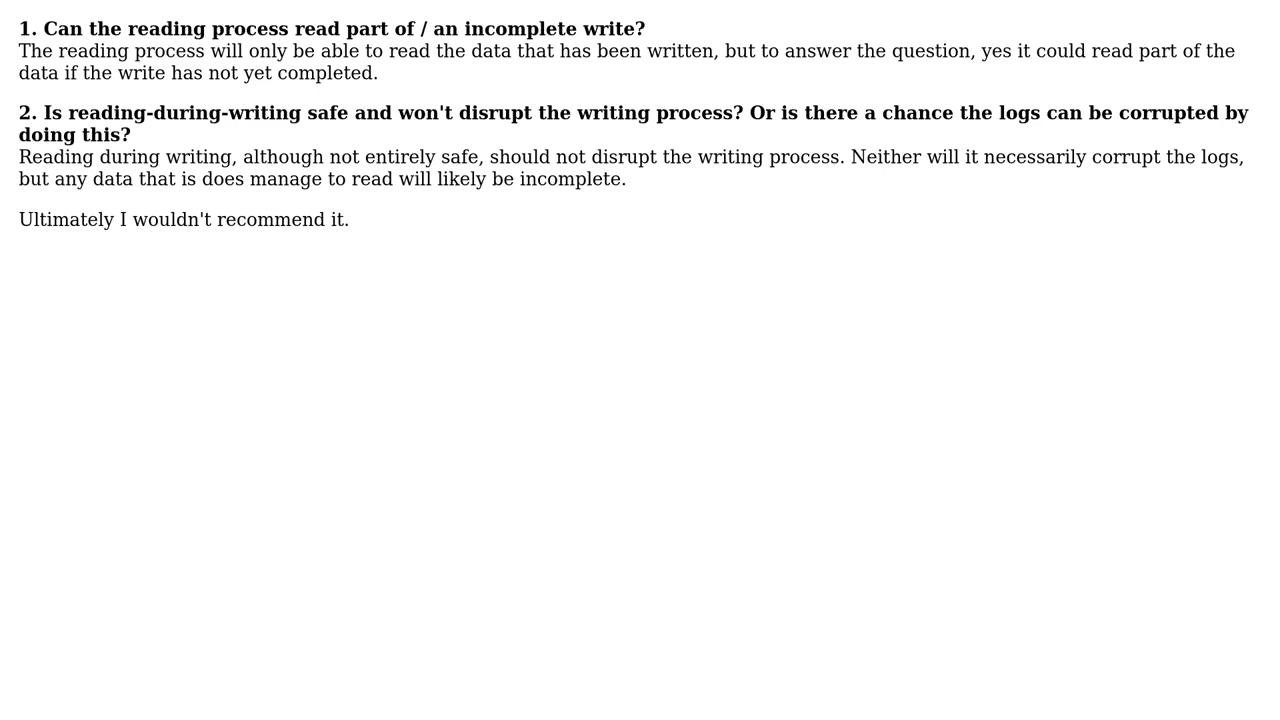 1. Can the reading process read part of / an incomplete write?
The reading process will only be able to read the data that has been written, but to answer the question, yes it could read part of the
data if the write has not yet completed.
2. Is reading-during-writing safe and won't disrupt the writing process? Or is there a chance the logs can be corrupted by
doing this?
Reading during writing, although not entirely safe, should not disrupt the writing process. Neither will it necessarily corrupt the logs,
but any data that is does manage to read will likely be incomplete.
Ultimately I wouldn't recommend it.